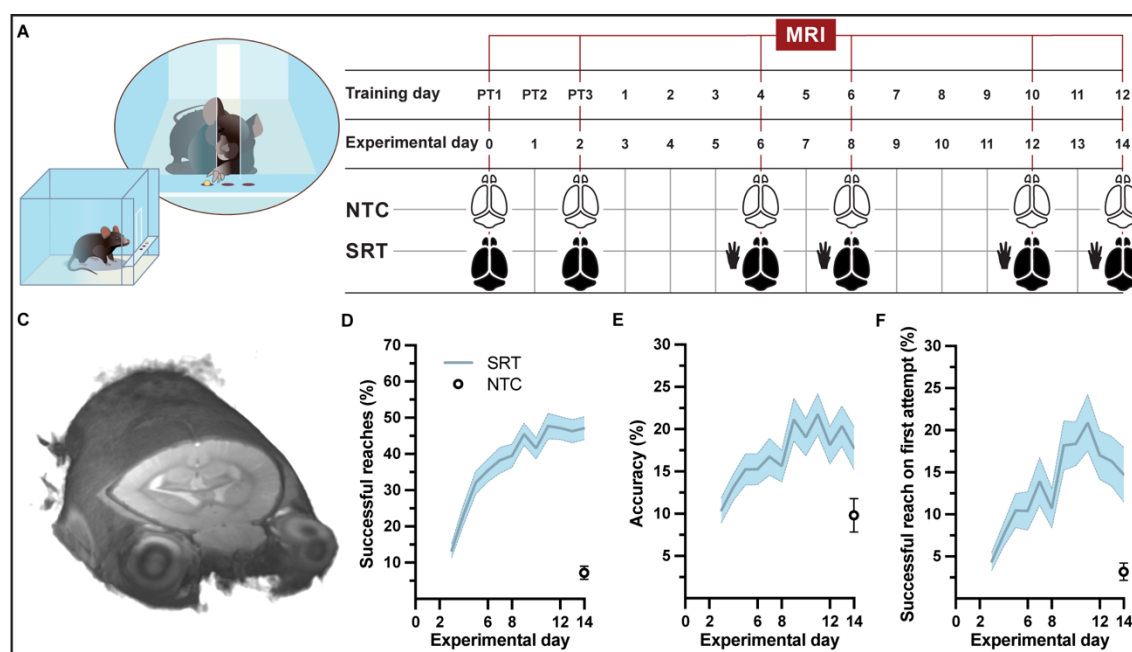 A
MRI
Training day PT1 PT2 PT3 1 2 3 4 5 6 7 8 9 10 11 12
Experimental day 0 1 2 3 4 5 6 7 8 9 10 11 12 13 14
NTC
SRT
C
D
Successful reaches (%)
70
60
50
40
30
20
10
0 2 4 6 8 10 12 14
Experimental day
SRT
NTC
E
Accuracy (%)
30
25
20
15
10
5
0 2 4 6 8 10 12 14
Experimental day
F
Successful reach on first attempt (%)
30
25
20
15
10
5
0 2 4 6 8 10 12 14
Experimental day